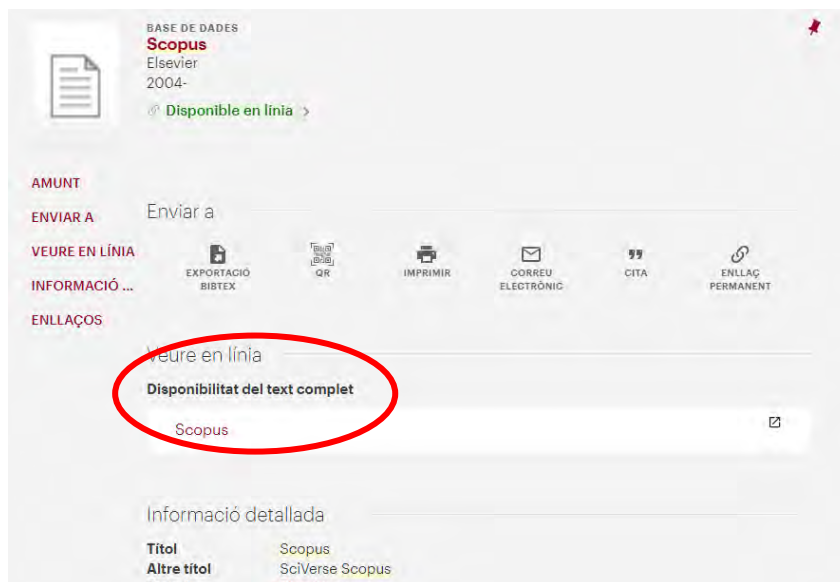 BASE DE DADES
Scopus
Elsevier
2004-
Disponible en línia >
AMUNT
ENVIAR A
VEURE EN LÍNIA
INFORMACIÓ ...
ENLLAÇOS
Enviar a
EXPORTACIÓ BIBTEX
QR
IMPRIMIR
CORREU ELECTRÒNIC
CITA
ENLLAÇ PERMANENT
Veure en línia
Disponibilitat del text complet
Scopus
Informació detallada
Títol Scopus
Altre títol SciVerse Scopus